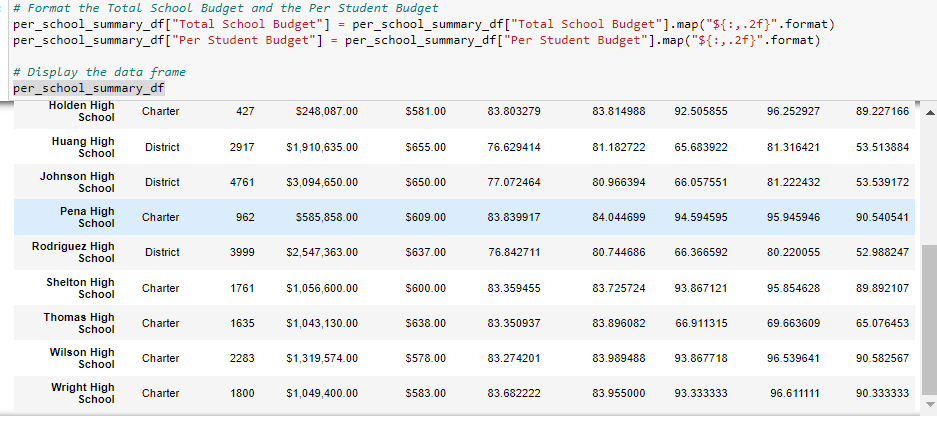 # Format the Total School Budget and the Per Student Budget
per_school_summary_df["Total School Budget"] = per_school_summary_df["Total School Budget"].map("${:,.2f}".format)
per_school_summary_df["Per Student Budget"] = per_school_summary_df["Per Student Budget"].map("${:,.2f}".format)
# Display the data frame
per_school_summary_df
Holden High School Charter 427 $248,087.00 $581.00 83.803279 83.814988 92.505855 96.252927 89.227166
Huang High School District 2917 $1,910,635.00 $655.00 76.629414 81.182722 65.683922 81.316421 53.513884
Johnson High School District 4761 $3,094,650.00 $650.00 77.072464 80.966394 66.057551 81.222432 53.539172
Pena High School Charter 962 $585,858.00 $609.00 83.839917 84.044699 94.594595 95.945946 90.540541
Rodriguez High School District 3999 $2,547,363.00 $637.00 76.842711 80.744686 66.366592 80.220055 52.988247
Shelton High School Charter 1761 $1,056,600.00 $600.00 83.359455 83.725724 93.867121 95.854628 89.892107
Thomas High School Charter 1635 $1,043,130.00 $638.00 83.350937 83.896082 66.911315 69.663609 65.076453
Wilson High School Charter 2283 $1,319,574.00 $578.00 83.274201 83.989488 93.867718 96.539641 90.582567
Wright High School Charter 1800 $1,049,400.00 $583.00 83.682222 83.955000 93.333333 96.611111 90.333333